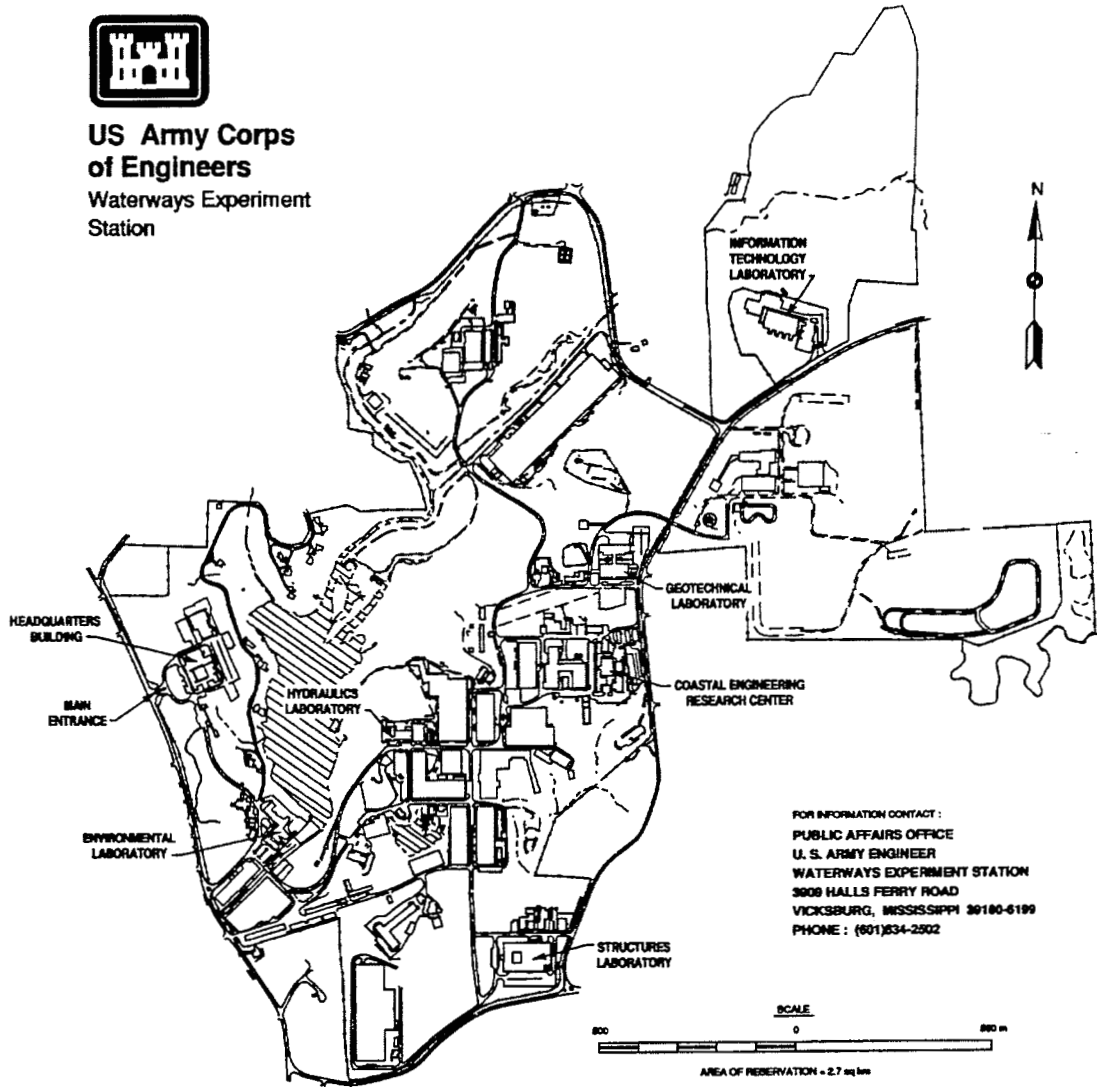 US Army Corps
of Engineers
Waterways Experiment
Station
N
INFORMATION
TECHNOLOGY
LABORATORY
GEOTECHNICAL
LABORATORY
HEADQUARTERS
BUILDING
MAIN
ENTRANCE
HYDRAULICS
LABORATORY
COASTAL ENGINEERING
RESEARCH CENTER
ENVIRONMENTAL
LABORATORY
STRUCTURES
LABORATORY
FOR INFORMATION CONTACT :
PUBLIC AFFAIRS OFFICE
U. S. ARMY ENGINEER
WATERWAYS EXPERIMENT STATION
3909 HALLS FERRY ROAD
VICKSBURG, MISSISSIPPI 39180-6199
PHONE : (601)634-2502
SCALE
0
m
AREA OF RESERVATION = 2.7 sq km